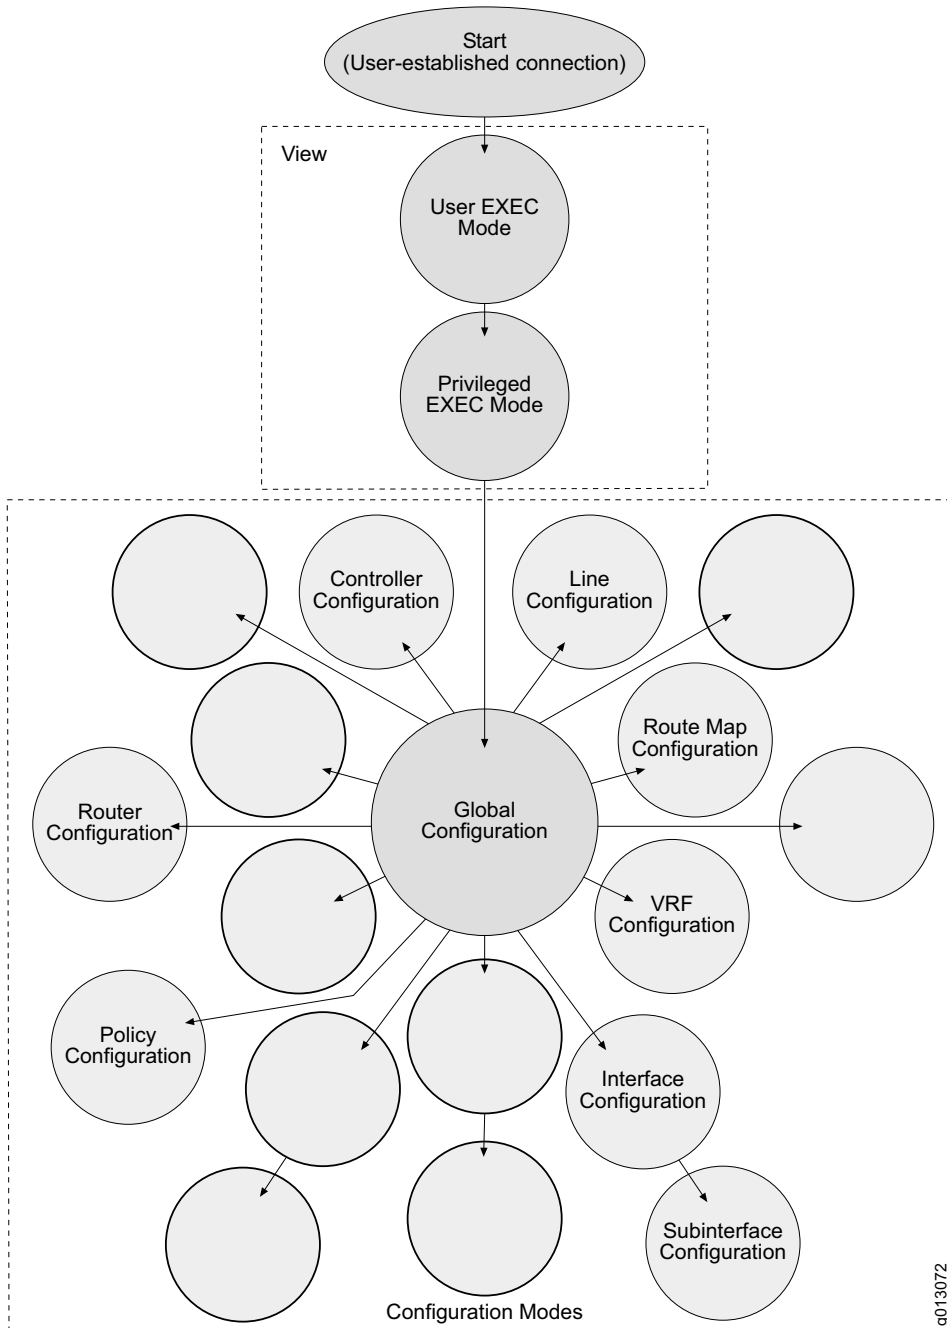 Start
(User-established connection)
View
User EXEC
Mode
Privileged
EXEC Mode
Controller
Configuration
Line
Configuration
Route Map
Configuration
Router
Configuration
Global
Configuration
VRF
Configuration
Policy
Configuration
Interface
Configuration
Subinterface
Configuration
Configuration Modes
g013072